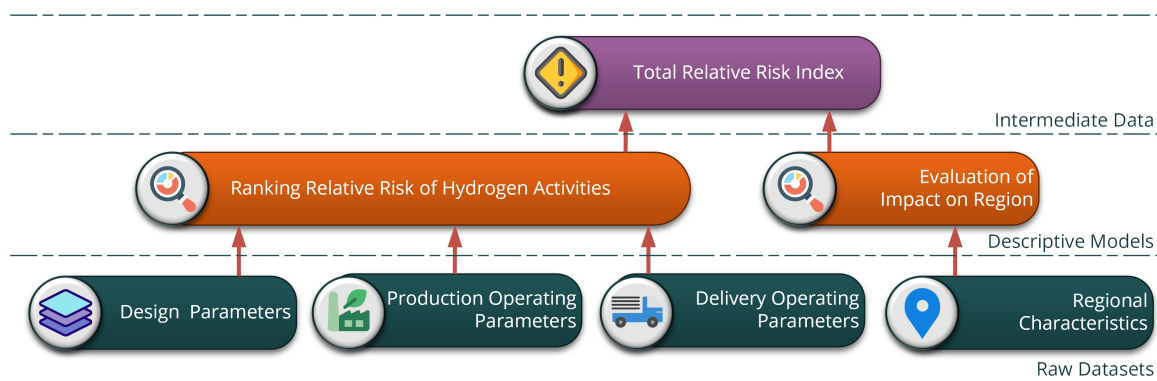 Total Relative Risk Index
Intermediate Data
Ranking Relative Risk of Hydrogen Activities
Evaluation of
Impact on Region
Descriptive Models
Design Parameters
Production Operating
Parameters
Delivery Operating
Parameters
Regional
Characteristics
Raw Datasets